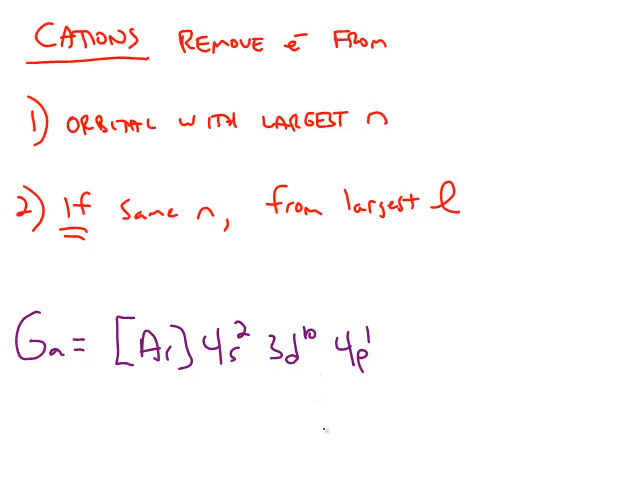 CATIONS REMOVE e⁻ FROM
1) ORBITAL WITH LARGEST n
2) If same n, from largest l
Ga = [Ar] 4s² 3d¹⁰ 4p¹